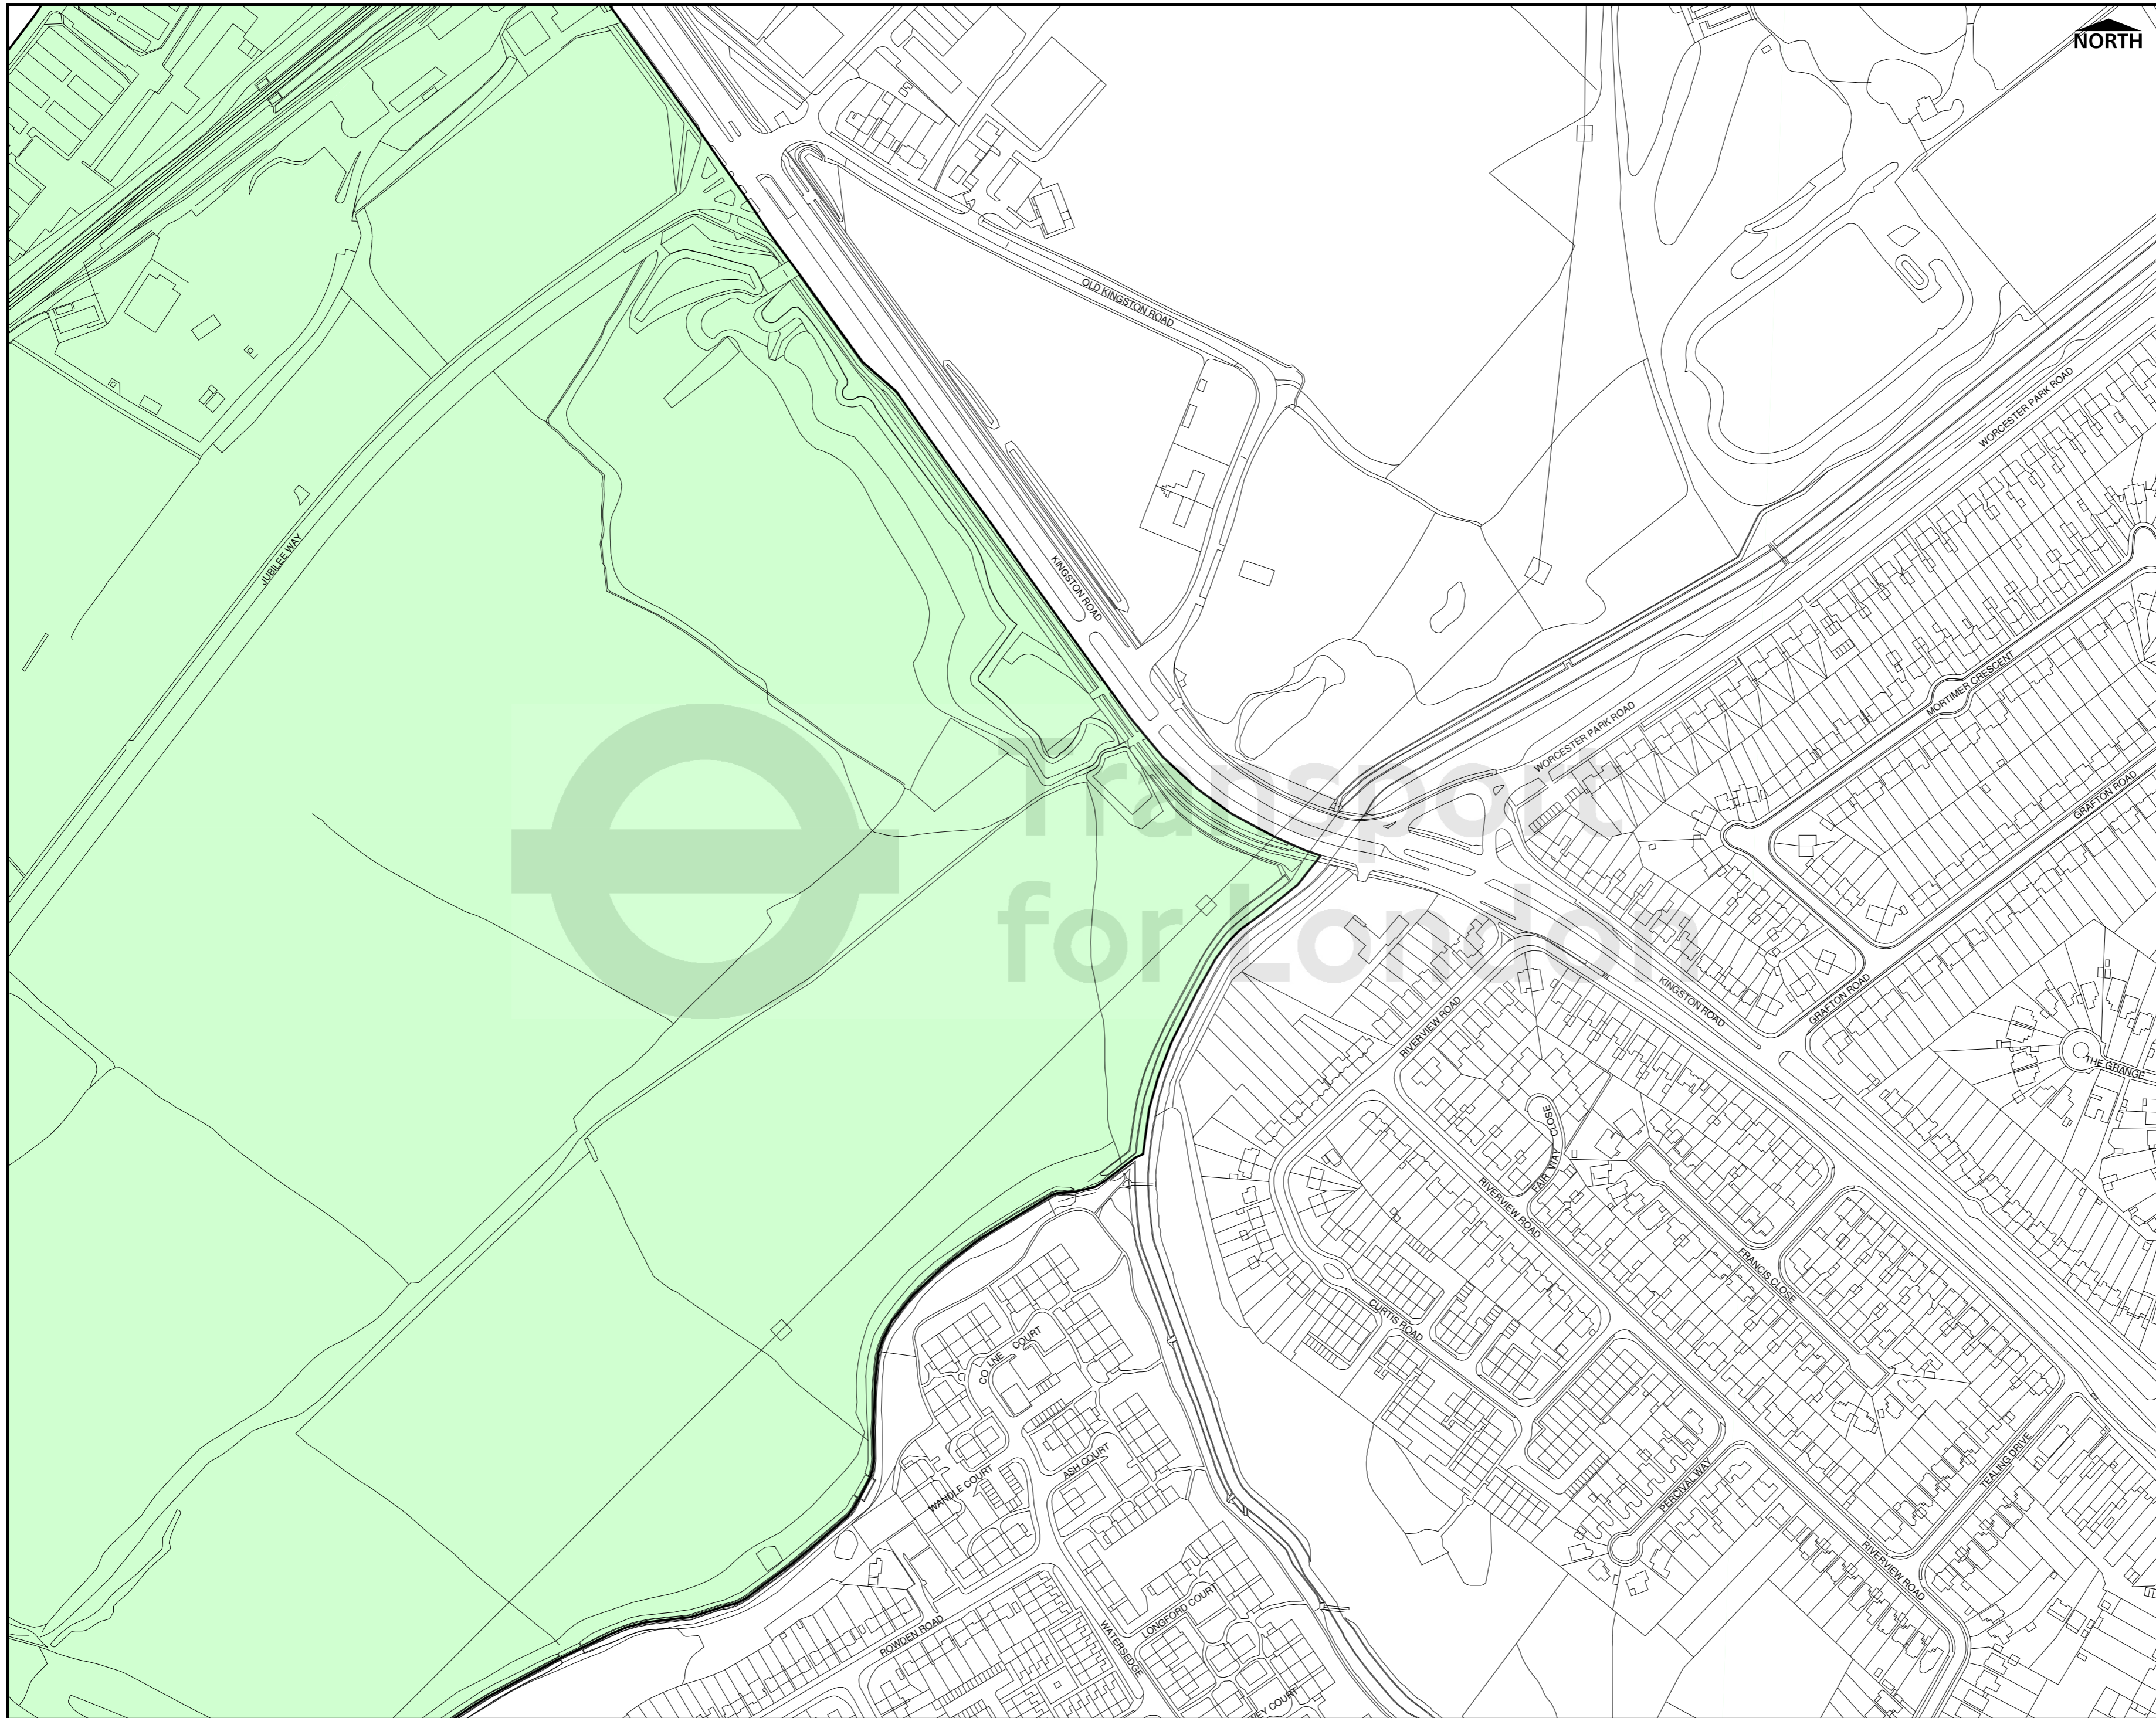 NORTH
OLD KINGSTON ROAD
WORCESTER PARK ROAD
JUBILEE WAY
KINGSTON ROAD
MORTIMER CRESCENT
WORCESTER PARK ROAD
Transport
for London
GRAFTON ROAD
KINGSTON ROAD
GRAFTON ROAD
RIVERVIEW ROAD
THE GRANGE
FAIR WAY CLOSE
RIVERVIEW ROAD
FRANCIS CLOSE
CURTIS ROAD
COLNE COURT
ASH COURT
WANDLE COURT
TEALING DRIVE
PERCIVAL WAY
RIVERVIEW ROAD
LONGFORD COURT
ROWDEN ROAD
WATERSEDGE
COURT